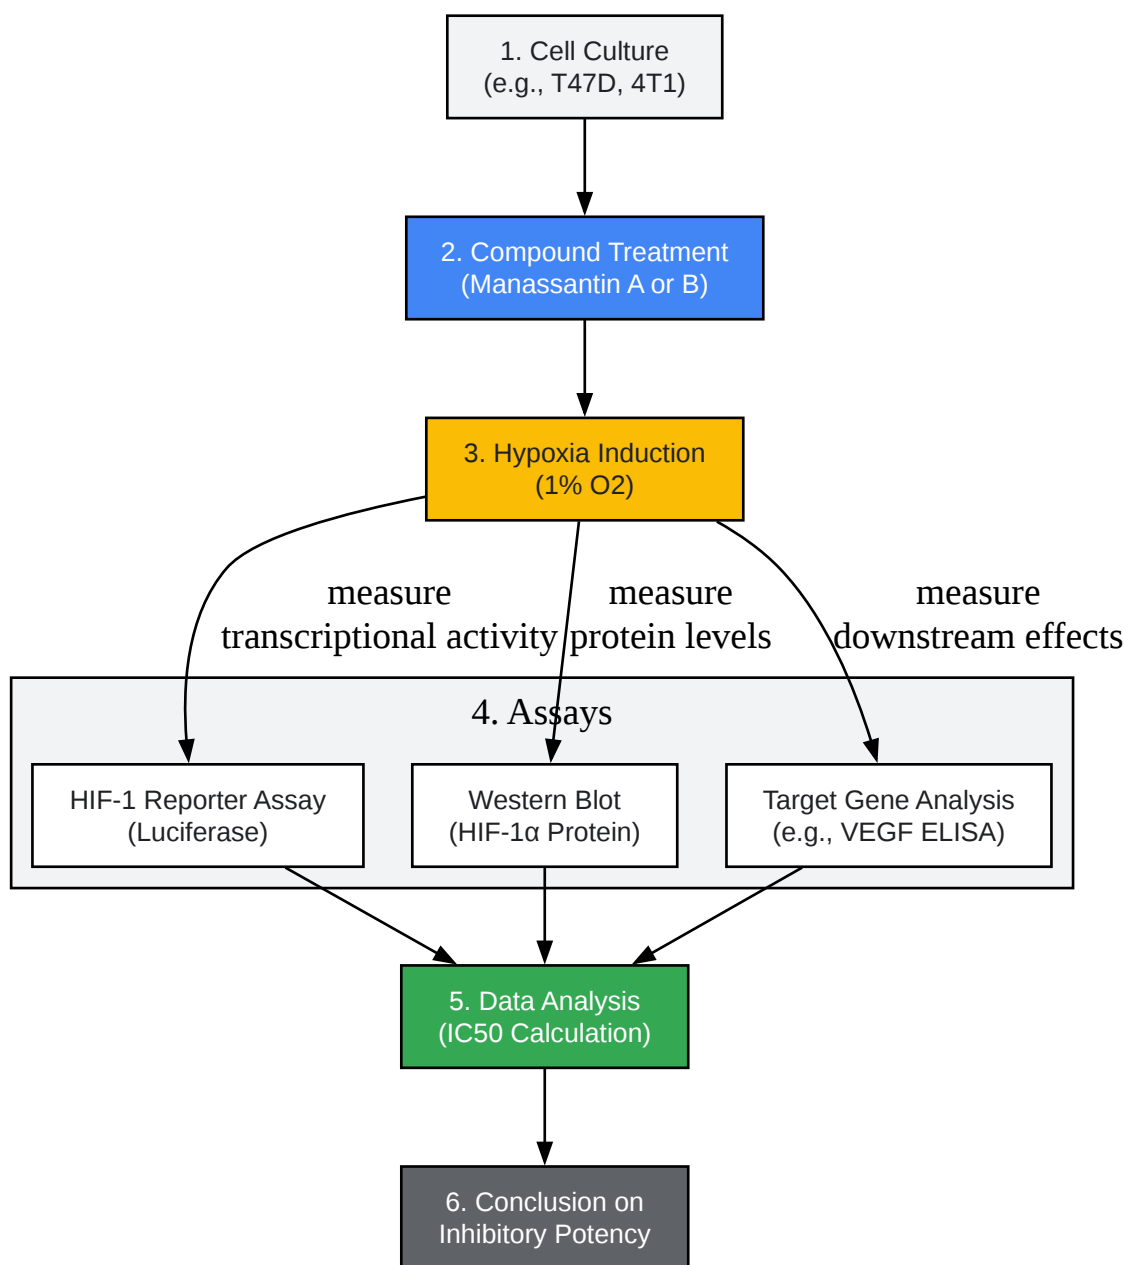 1. Cell Culture
(e.g., T47D, 4T1)
2. Compound Treatment
(Manassantin A or B)
3. Hypoxia Induction
(1% O2)
measure
transcriptional activity
measure
protein levels
measure
downstream effects
4. Assays
HIF-1 Reporter Assay
(Luciferase)
Western Blot
(HIF-1α Protein)
Target Gene Analysis
(e.g., VEGF ELISA)
5. Data Analysis
(IC50 Calculation)
6. Conclusion on
Inhibitory Potency